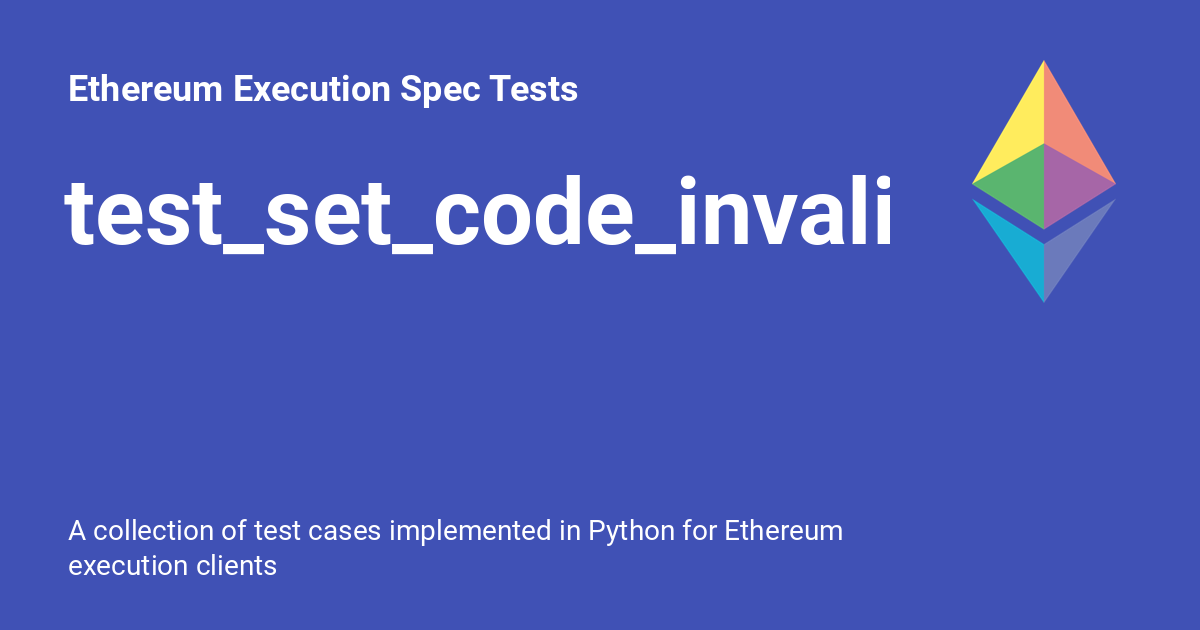 Ethereum Execution Spec Tests
test_set_code_invali
A collection of test cases implemented in Python for Ethereum
execution clients